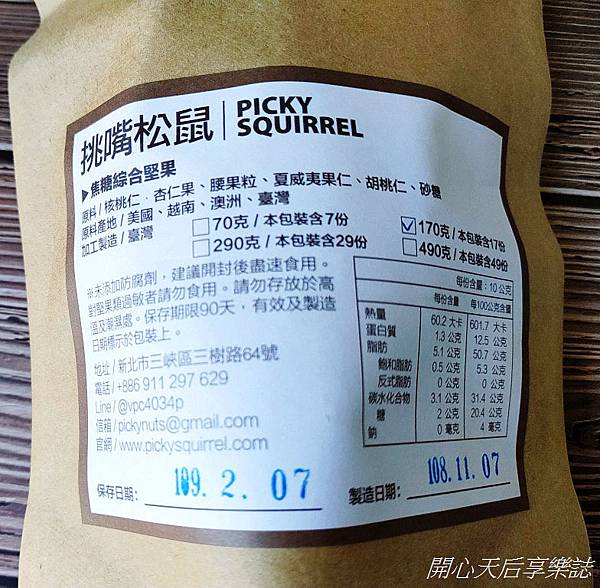 挑嘴松鼠 | PICKY SQUIRREL
▶焦糖綜合堅果
原料/核桃仁、杏仁果、腰果粒、夏威夷果仁、胡桃仁、砂糖
原料產地/美國、越南、澳洲、臺灣
加工製造/臺灣
□70克/本包裝含7份 ☑170克/本包裝含17份
□290克/本包裝含29份 □490克/本包裝含49份
※未添加防腐劑，建議開封後盡速食用。
對堅果類過敏者請勿食用。請勿存放於高
溫及潮濕處。保存期限90天，有效及製造
日期標示於包裝上。
地址/新北市三峽區三樹路64號
電話/+886 911 297 629
Line/@vpc4034p
信箱/pickynuts@gmail.com
官網/www.pickysquirrel.com
每份含量：10公克
每份含量 每100公克含量
熱量 60.2 大卡 601.7 大卡
蛋白質 1.3 公克 12.5 公克
脂肪 5.1 公克 50.7 公克
飽和脂肪 0.5 公克 5.3 公克
反式脂肪 0 公克 0 公克
碳水化合物 3.1 公克 31.4 公克
糖 2 公克 20.4 公克
鈉 0 毫克 4 毫克
保存日期: 109.2.07
製造日期: 108.11.07
開心天后享樂誌